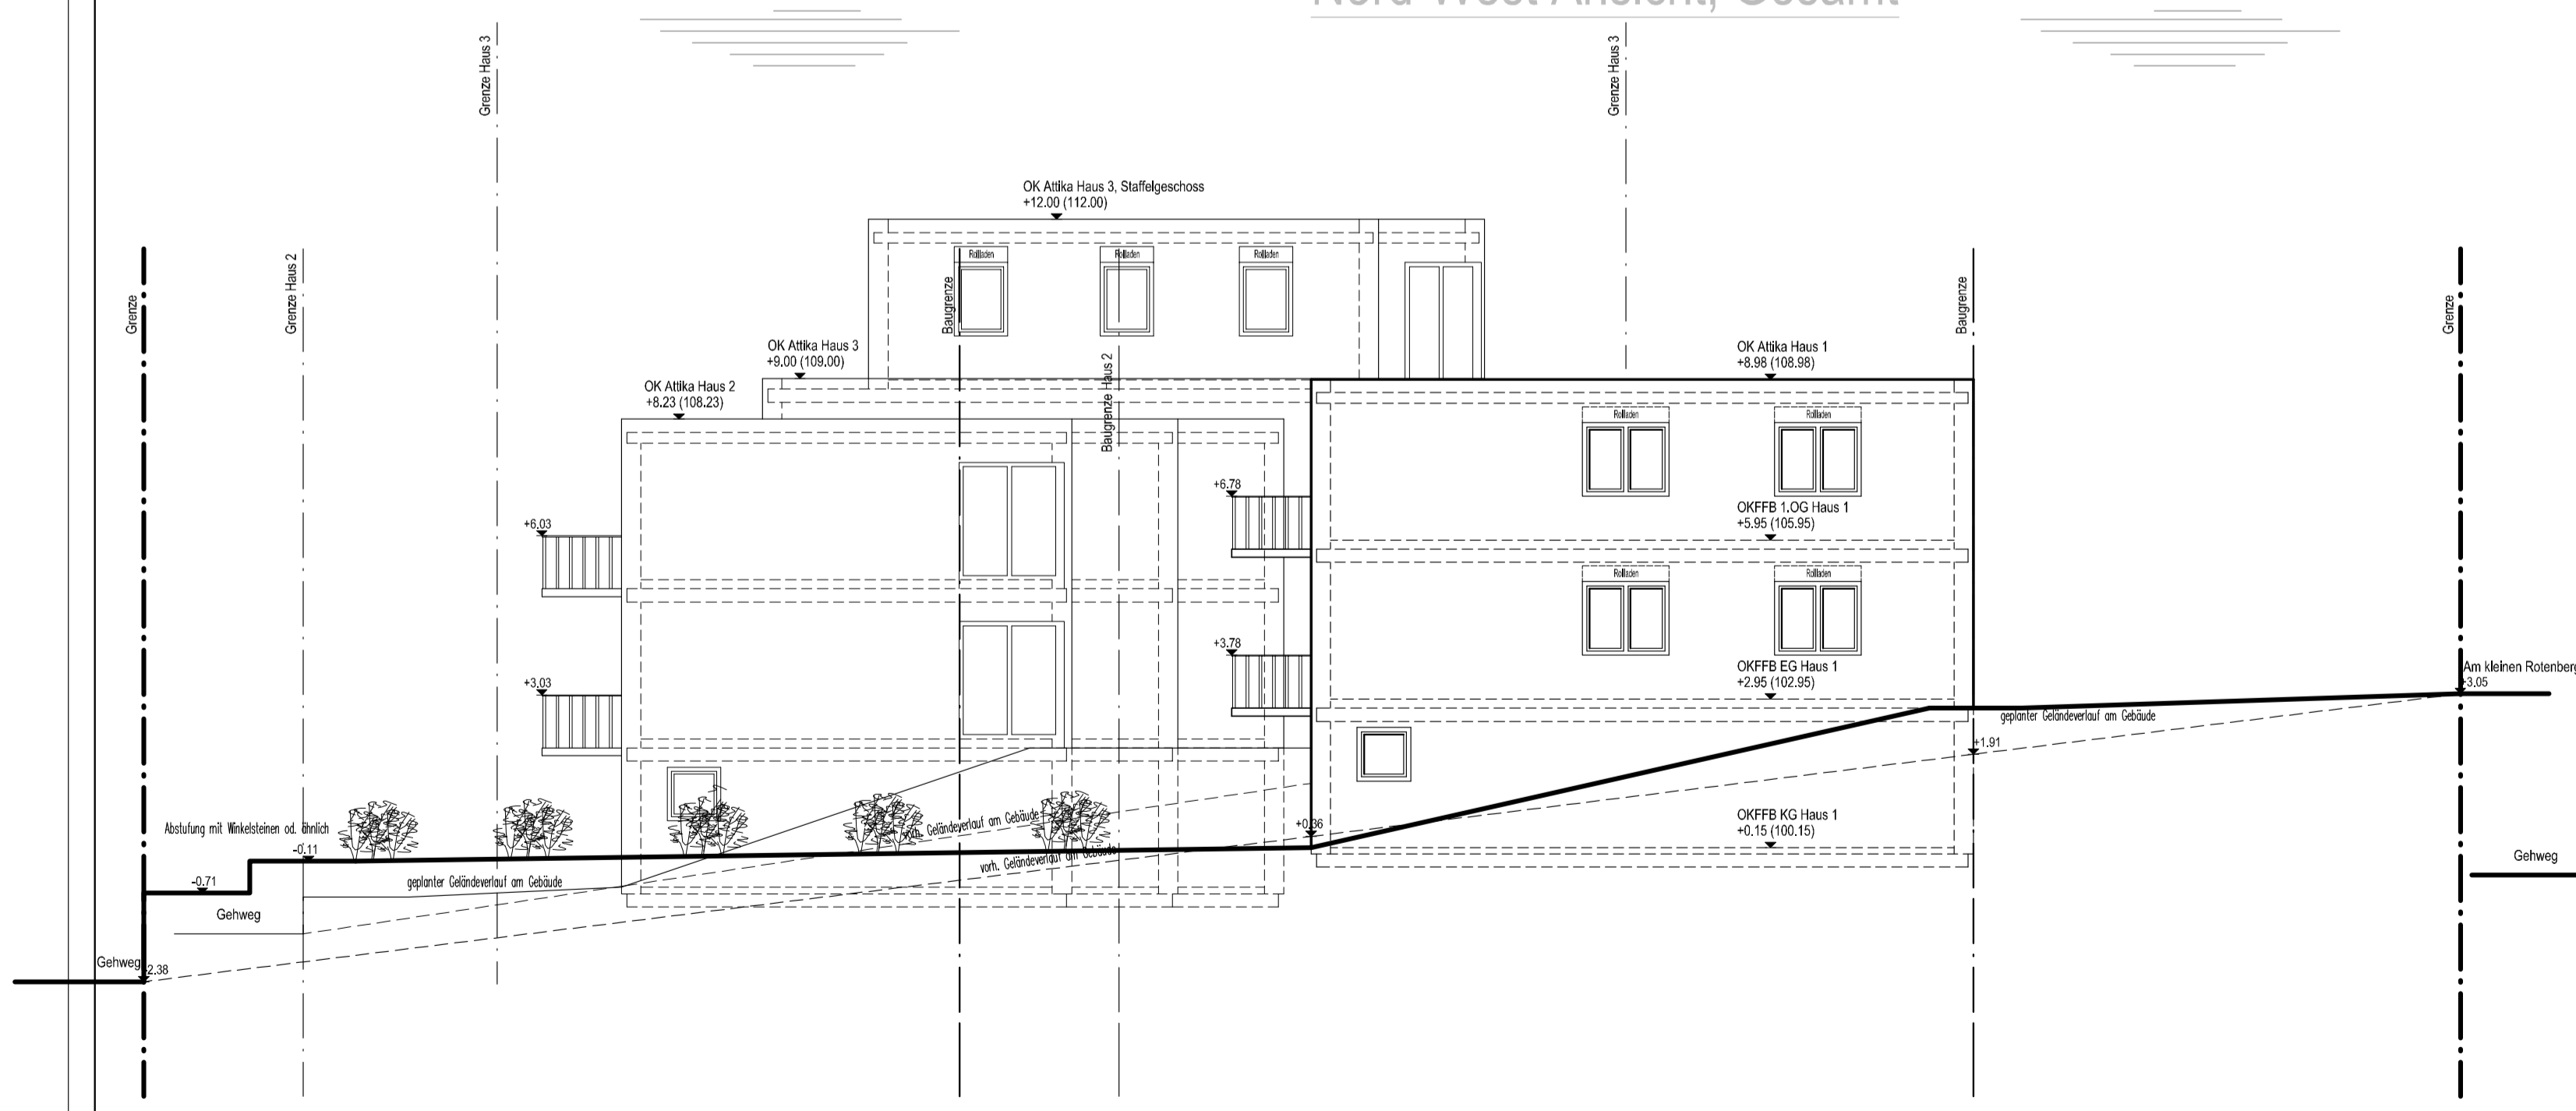 Nord-West Ansicht, Gesamt
Grenze Haus 3
Grenze Haus 3
OK Attika Haus 3, Staffelgeschoss
+12.00 (112.00)
Rollladen
Rollladen
Rollladen
Grenze
Grenze Haus 2
Baugrenze
Baugrenze
Grenze
OK Attika Haus 3
+9.00 (109.00)
OK Attika Haus 1
+8.98 (108.98)
OK Attika Haus 2
+8.23 (108.23)
Baugrenze Haus 2
Rollladen
Rollladen
+6.78
OKFFB 1.OG Haus 1
+5.95 (105.95)
+6.03
Rollladen
Rollladen
+3.78
OKFFB EG Haus 1
+2.95 (102.95)
Am kleinen Rotenberg
+3.05
+3.03
geplanter Geländeverlauf am Gebäude
+1.91
OKFFB KG Haus 1
+0.15 (100.15)
+0.36
vorh. Geländeverlauf am Gebäude
Abstufung mit Winkelsteinen od. ähnlich
-0.11
vorh. Geländeverlauf am Gebäude
Gehweg
-0.71
geplanter Geländeverlauf am Gebäude
Gehweg
Gehweg
-2.38